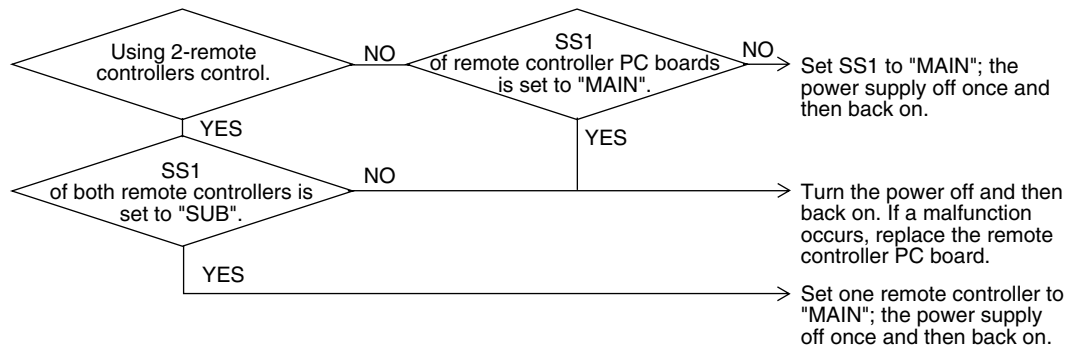 Using 2-remote
controllers control.
NO
SS1
of remote controller PC boards
is set to "MAIN".
NO
Set SS1 to "MAIN"; the
power supply off once and
then back on.
YES
YES
SS1
of both remote controllers is
set to "SUB".
NO
Turn the power off and then
back on. If a malfunction
occurs, replace the remote
controller PC board.
YES
Set one remote controller to
"MAIN"; the power supply
off once and then back on.